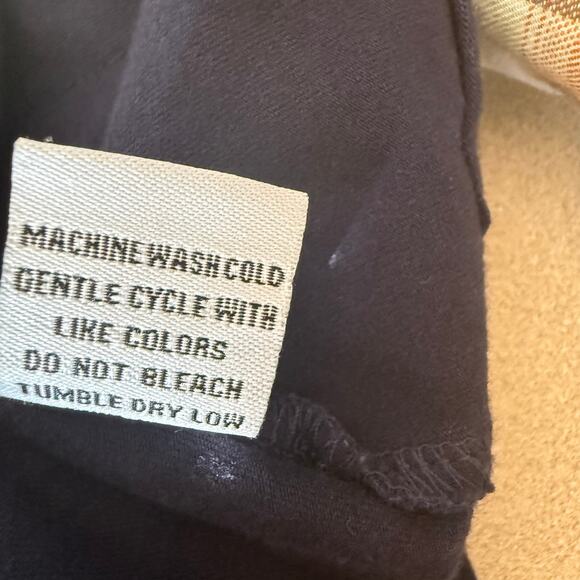 MACHINE WASH COLD
GENTLE CYCLE WITH
LIKE COLORS
DO NOT BLEACH
TUMBLE DRY LOW